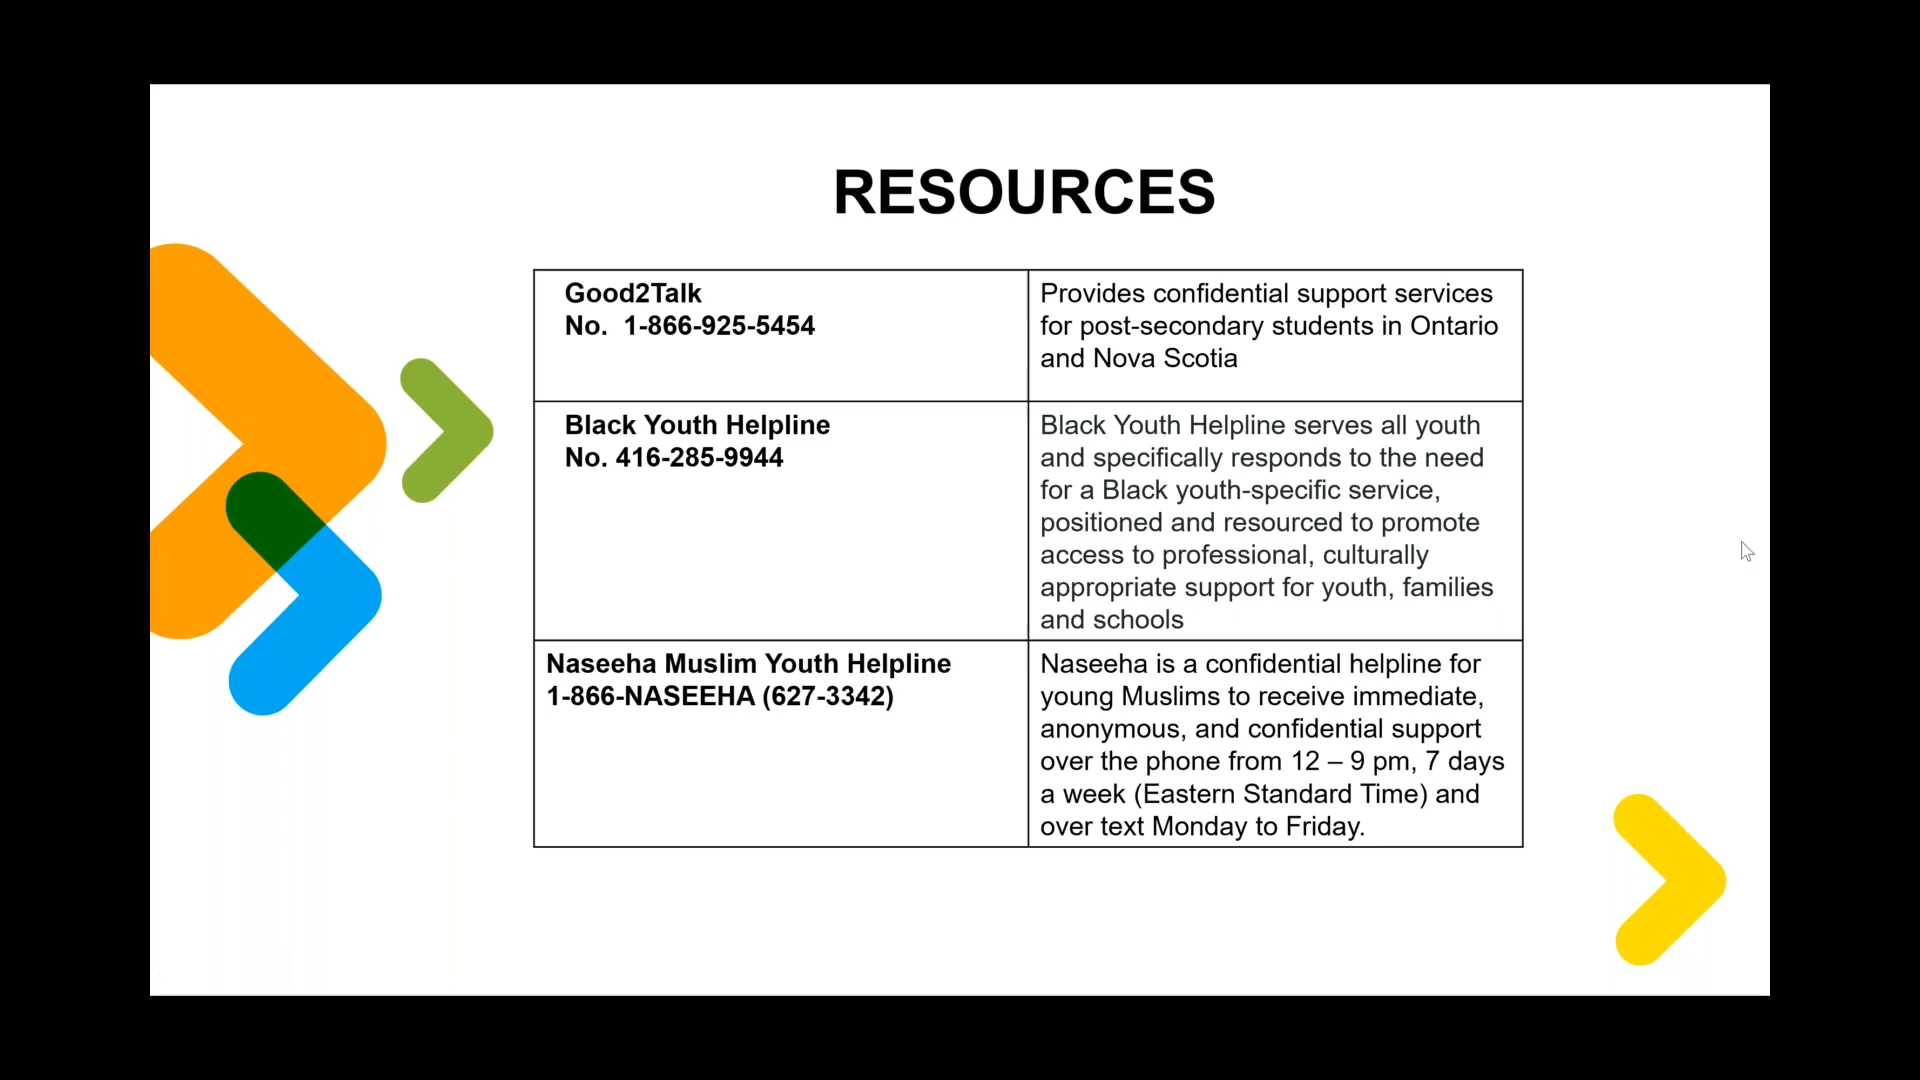 RESOURCES
Good2Talk
No.  1-866-925-5454
Provides confidential support services
for post-secondary students in Ontario
and Nova Scotia
Black Youth Helpline
No. 416-285-9944
Black Youth Helpline serves all youth
and specifically responds to the need
for a Black youth-specific service,
positioned and resourced to promote
access to professional, culturally
appropriate support for youth, families
and schools
Naseeha Muslim Youth Helpline
1-866-NASEEHA (627-3342)
Naseeha is a confidential helpline for
young Muslims to receive immediate,
anonymous, and confidential support
over the phone from 12 – 9 pm, 7 days
a week (Eastern Standard Time) and
over text Monday to Friday.